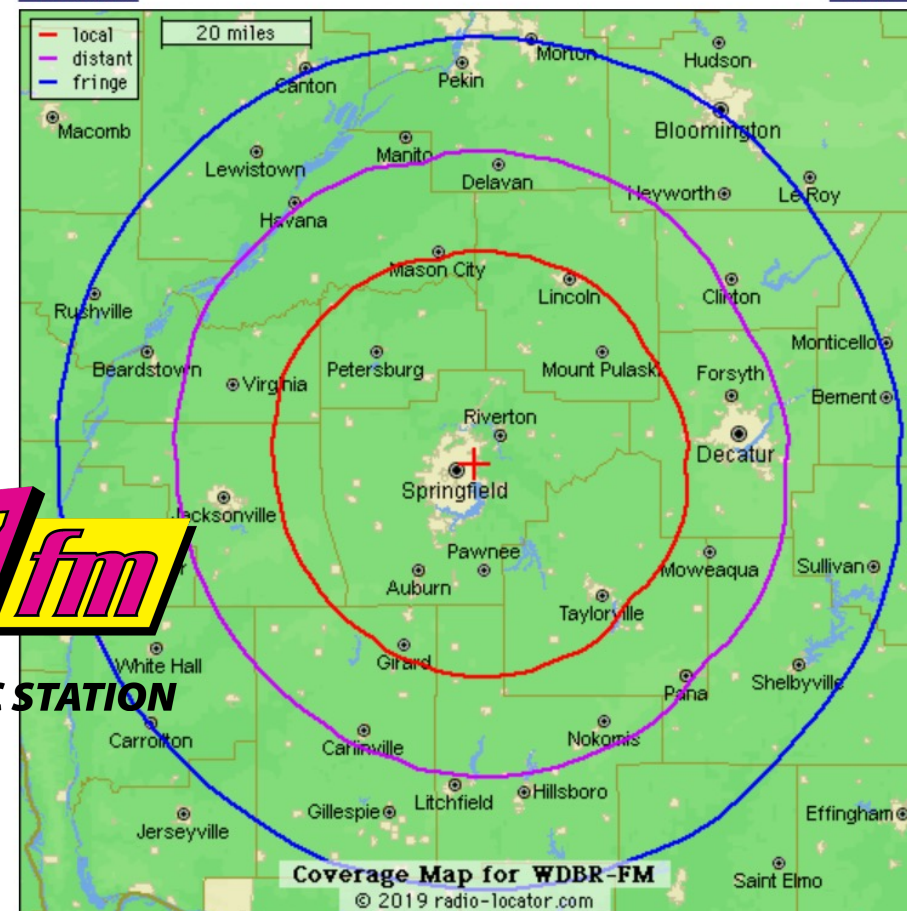 local
distant
fringe
20 miles
Morton
Hudson
Canton
Pekin
Macomb
Bloomington
Lewistown
Manito
Delavan
Heyworth
Le Roy
Havana
Mason City
Lincoln
Clinton
Rushville
Monticello
Beardstown
Virginia
Petersburg
Mount Pulaski
Forsyth
Bement
Riverton
Decatur
Springfield
Jacksonville
fm
Pawnee
Auburn
Moweaqua
Sullivan
Taylorville
White Hall
Girard
Pana
Shelbyville
STATION
Carrollton
Carlinville
Nokomis
Litchfield
Hillsboro
Gillespie
Jerseyville
Effingham
Saint Elmo
Coverage Map for WDBR-FM
© 2019 radio-locator.com